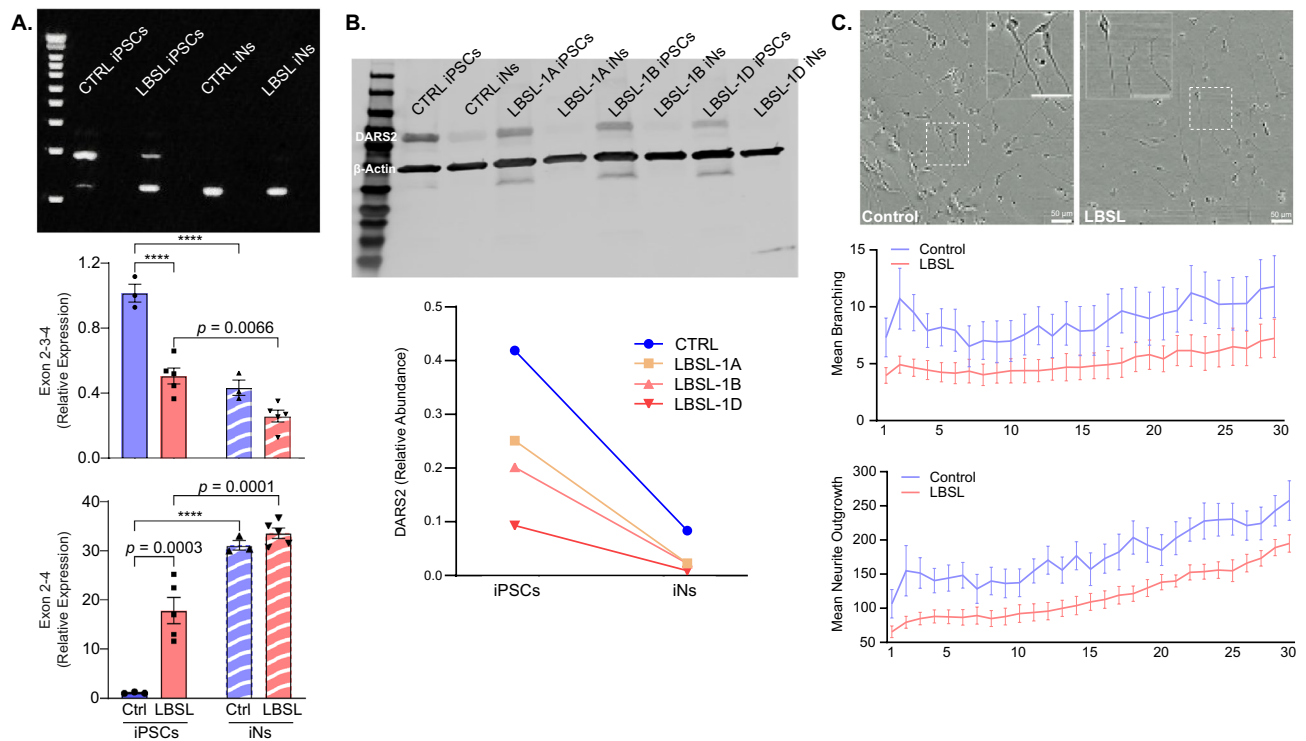 A.
CTRL iPSCs
LBSL iPSCs
CTRL iNs
LBSL iNs
1.2
0.8
0.4
0.0
Exon 2-3-4
(Relative Expression)
****
****
p = 0.0066
40
30
20
10
0
Exon 2-4
(Relative Expression)
p = 0.0001
****
p = 0.0003
Ctrl LBSL Ctrl LBSL
iPSCs iNs
B.
CTRL iPSCs
CTRL iNs
LBSL-1A iPSCs
LBSL-1A iNs
LBSL-1B iPSCs
LBSL-1B iNs
LBSL-1D iPSCs
LBSL-1D iNs
DARS2
β-Actin
0.5
0.4
0.3
0.2
0.1
0.0
DARS2 (Relative Abundance)
CTRL
LBSL-1A
LBSL-1B
LBSL-1D
iPSCs iNs
C.
Control
50 µm
LBSL
50 µm
15
10
5
0
Mean Branching
Control
LBSL
1 5 10 15 20 25 30
300
250
200
150
100
50
Mean Neurite Outgrowth
Control
LBSL
1 5 10 15 20 25 30